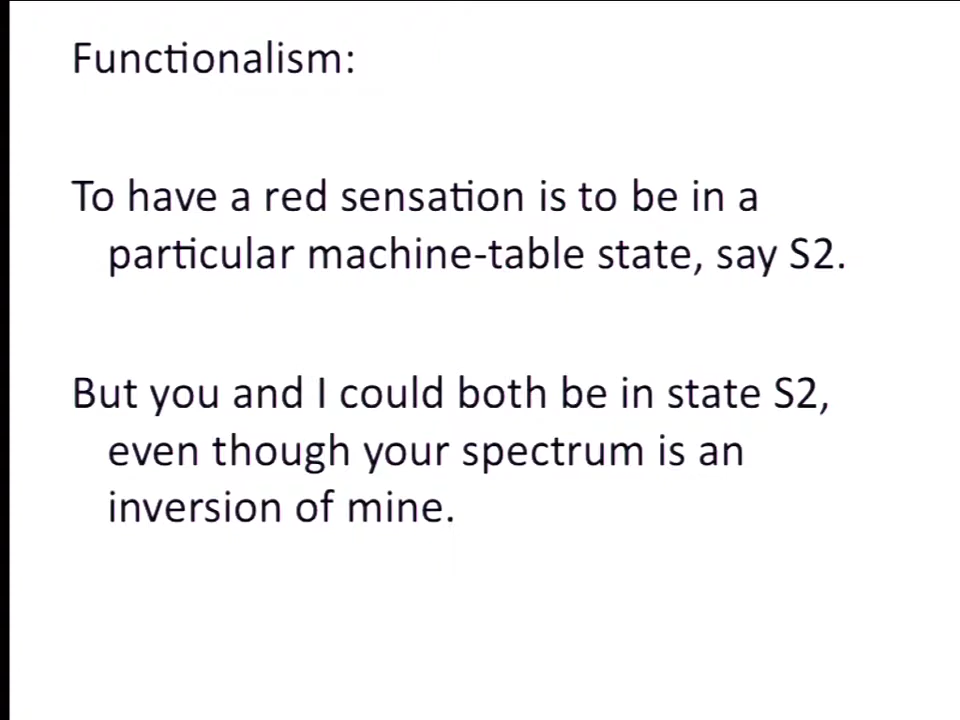 Functionalism:
To have a red sensation is to be in a
particular machine-table state, say S2.
But you and I could both be in state S2,
even though your spectrum is an
inversion of mine.